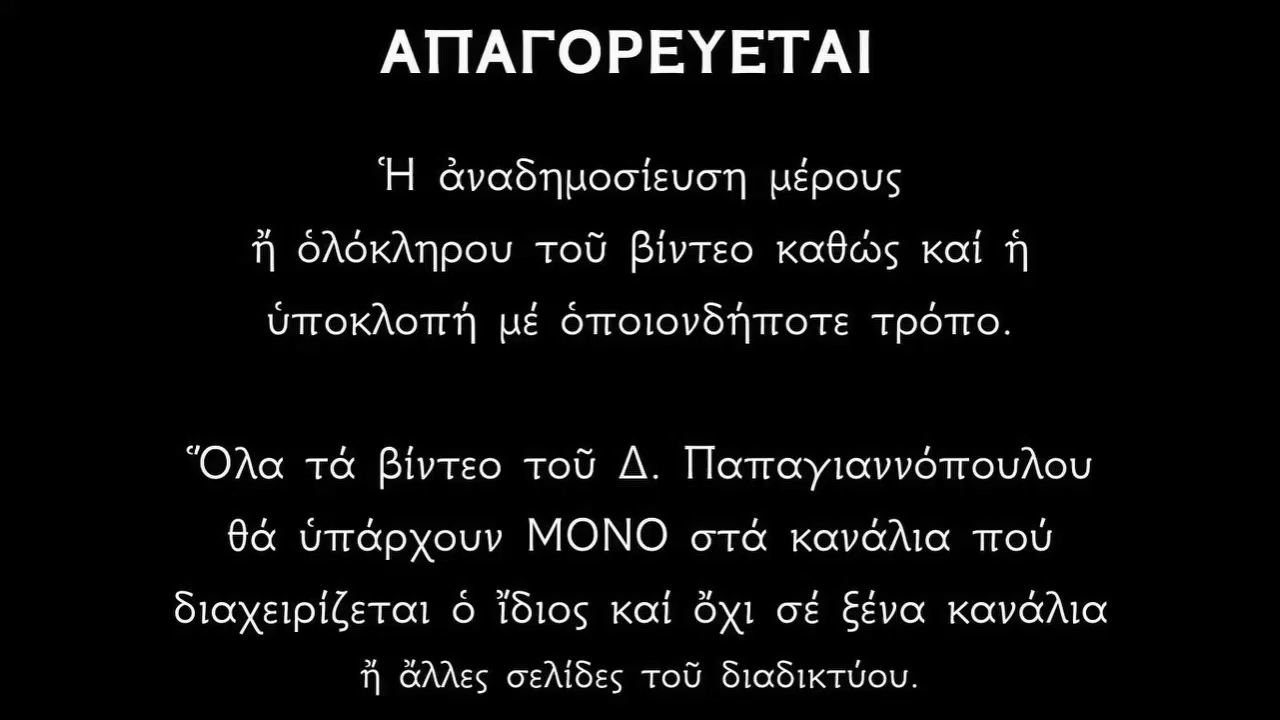 ΑΠΑΓΟΡΕΥΕΤΑΙ
Ἡ ἀναδημοσίευση μέρους
ἤ ὁλόκληρου τοῦ βίντεο καθώς καί ἡ
ὑποκλοπή μέ ὁποιονδήποτε τρόπο.
Ὅλα τά βίντεο τοῦ Δ. Παπαγιαννόπουλου
θά ὑπάρχουν ΜΟΝΟ στά κανάλια πού
διαχειρίζεται ὁ ἴδιος καί ὄχι σέ ξένα κανάλια
ἤ ἄλλες σελίδες τοῦ διαδικτύου.